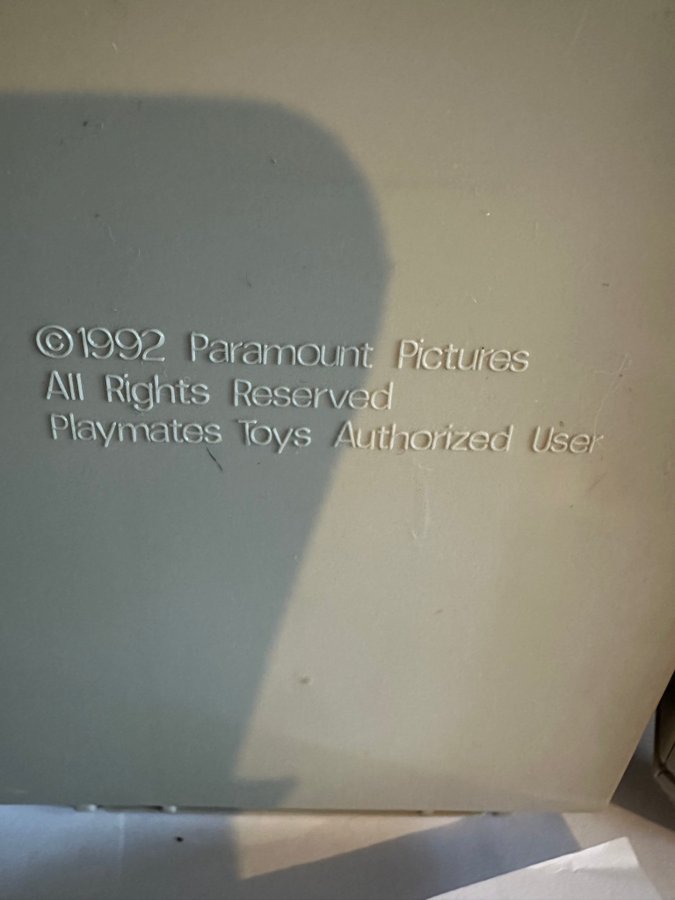 ©1992 Paramount Pictures
All Rights Reserved
Playmates Toys Authorized User